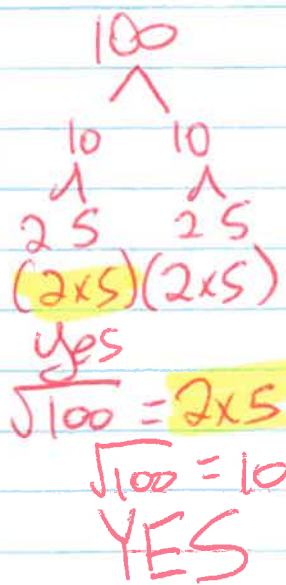 100
10 10
2 5 2 5
(2x5)(2x5)
yes
√100 = 2x5
√100 = 10
YES